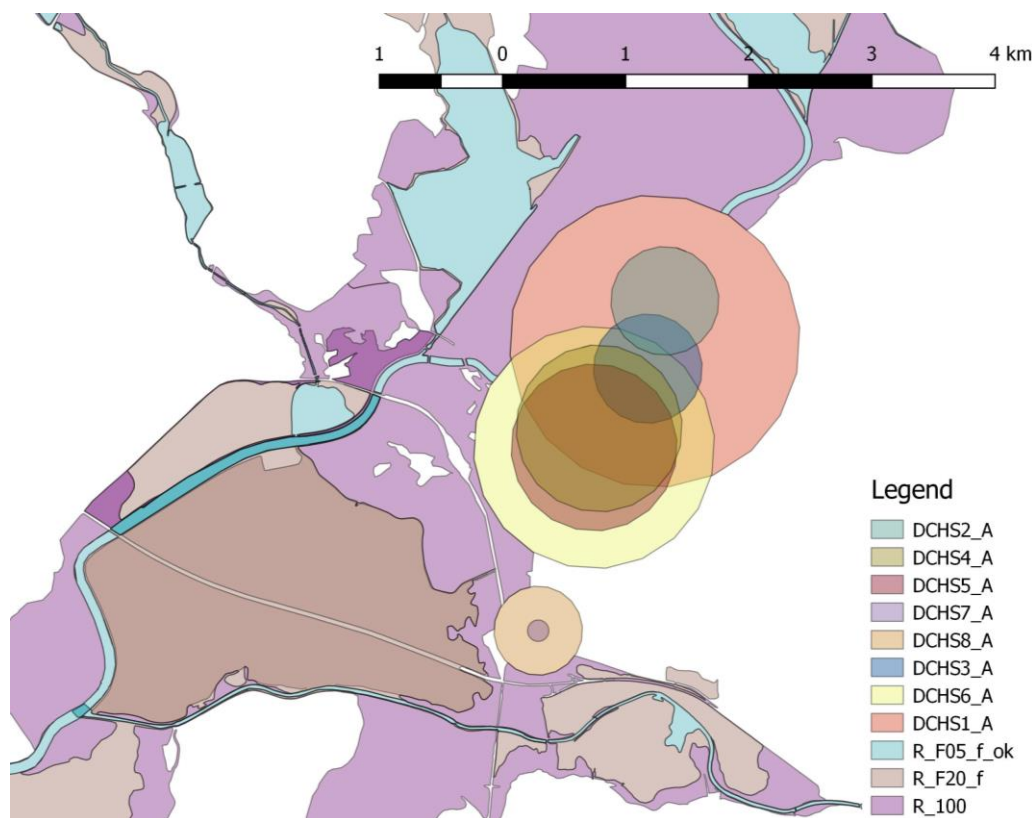 1 0 1 2 3 4 km
Legend
DCHS2_A
DCHS4_A
DCHS5_A
DCHS7_A
DCHS8_A
DCHS3_A
DCHS6_A
DCHS1_A
R_F05_f_ok
R_F20_f
R_100